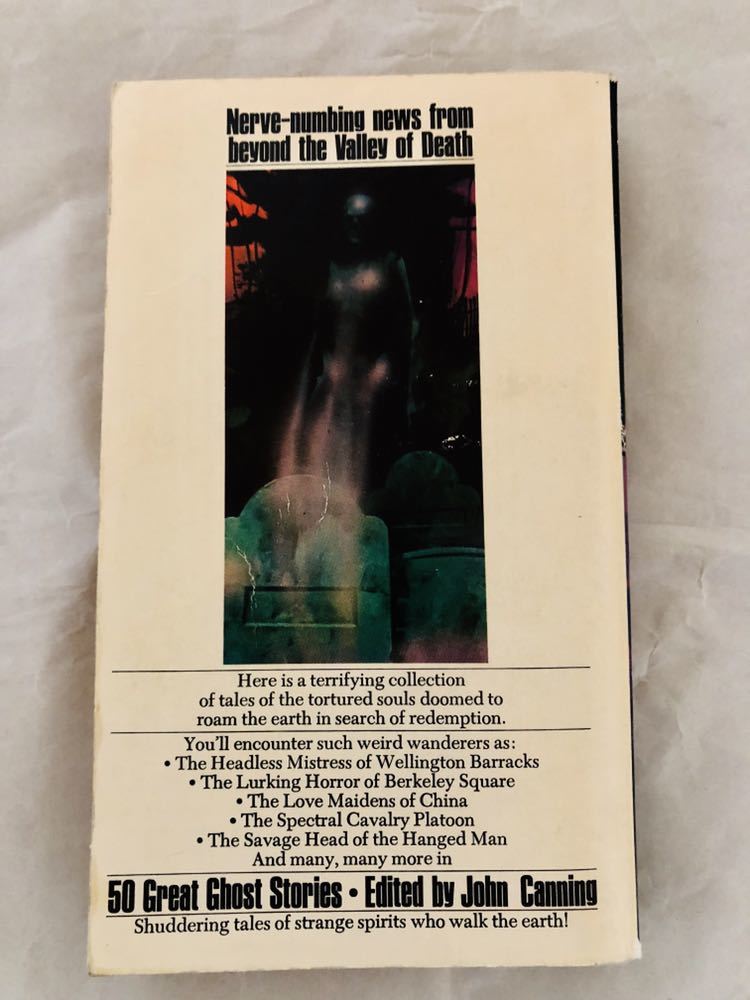 Nerve-numbing news from
beyond the Valley of Death
Here is a terrifying collection
of tales of the tortured souls doomed to
roam the earth in search of redemption.
You'll encounter such weird wanderers as:
• The Headless Mistress of Wellington Barracks
• The Lurking Horror of Berkeley Square
• The Love Maidens of China
• The Spectral Cavalry Platoon
• The Savage Head of the Hanged Man
And many, many more in
50 Great Ghost Stories • Edited by John Canning
Shuddering tales of strange spirits who walk the earth!